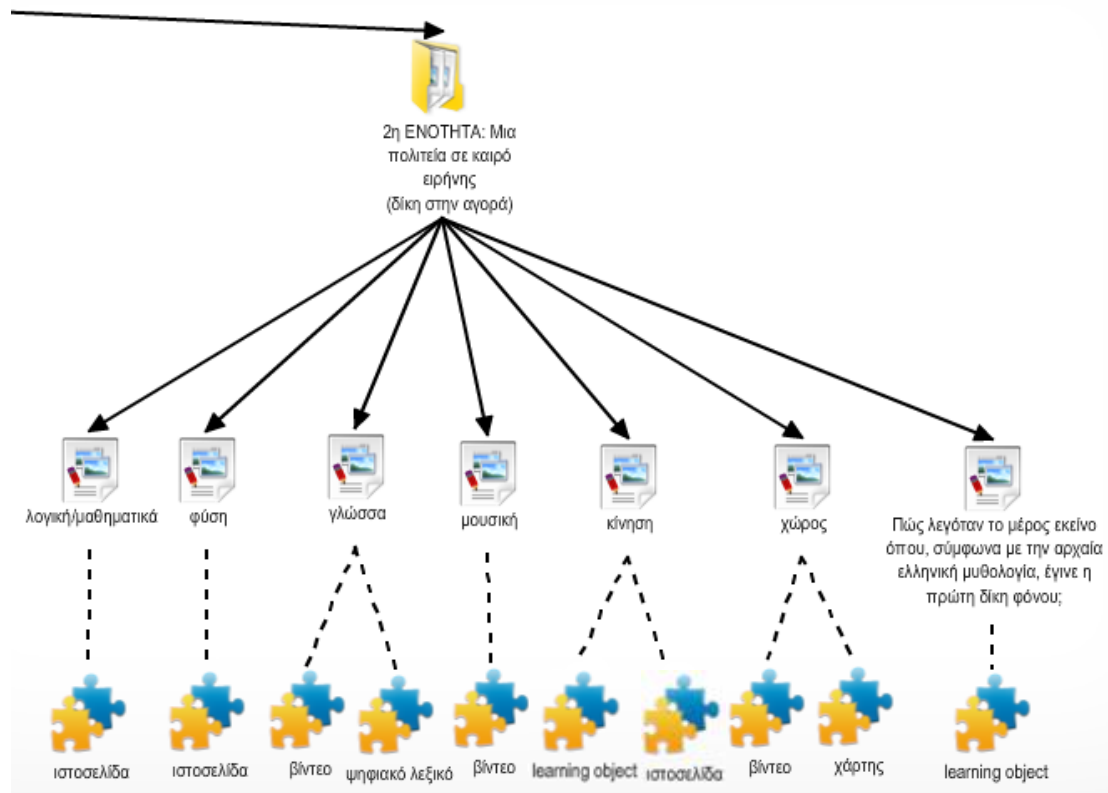 2η ΕΝΟΤΗΤΑ: Μια
πολιτεία σε καιρό
ειρήνης
(δίκη στην αγορά)
λογική/μαθηματικά
φύση
γλώσσα
μουσική
κίνηση
χώρος
Πώς λεγόταν το μέρος εκείνο
όπου, σύμφωνα με την αρχαία
ελληνική μυθολογία, έγινε η
πρώτη δίκη φόνου;
ιστοσελίδα
ιστοσελίδα
βίντεο
ψηφιακό λεξικό
βίντεο
learning object
ιστοσελίδα
βίντεο
χάρτης
learning object